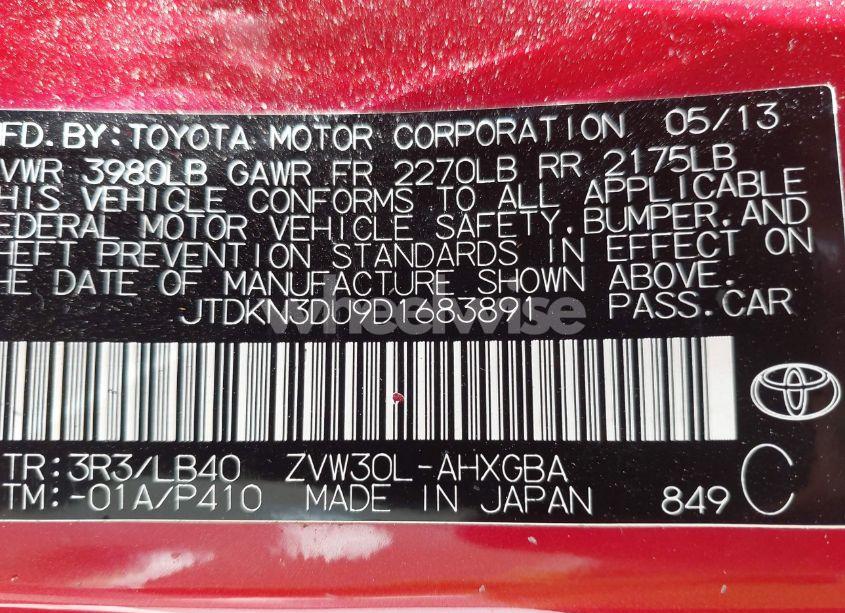 FD. BY: TOYOTA MOTOR CORPORATION 05/13
VWR 3980LB GAWR FR 2270LB RR 2175LB
HIS VEHICLE CONFORMS TO ALL APPLICABLE
EDERAL MOTOR VEHICLE SAFETY, BUMPER, AND
HEFT PREVENTION STANDARDS IN EFFECT ON
HE DATE OF MANUFACTURE SHOWN ABOVE.
JTDKN3DU9D1683891 PASS.CAR
wheelwise
TR: 3R3/LB40 ZVW30L-AHXGBA
TM: -01A/P410 MADE IN JAPAN 849 C